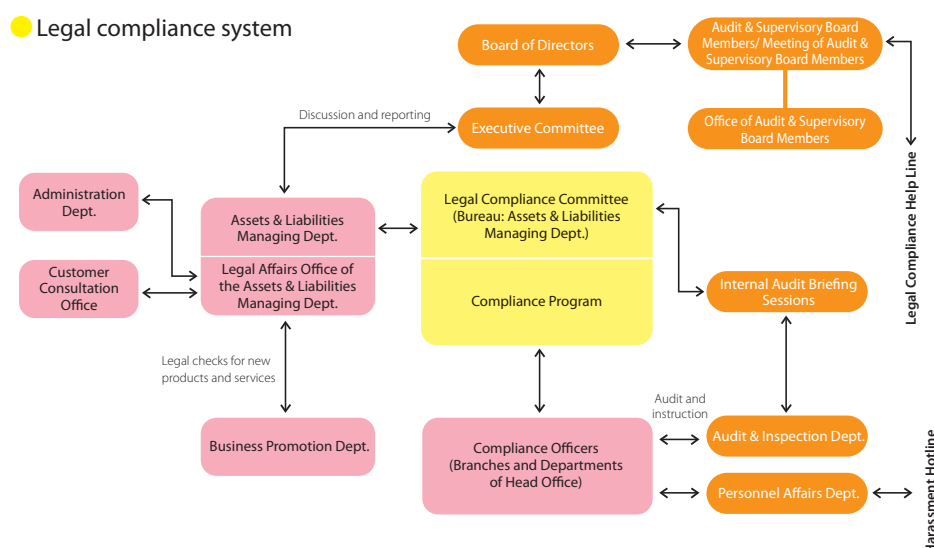 Legal compliance system
Board of Directors
Audit & Supervisory Board
Members/ Meeting of Audit &
Supervisory Board Members
Discussion and reporting
Executive Committee
Office of Audit & Supervisory
Board Members
Legal Compliance Help Line
Administration
Dept.
Assets & Liabilities
Managing Dept.
Legal Compliance Committee
(Bureau: Assets & Liabilities
Managing Dept.)
Customer
Consultation
Office
Legal Affairs Office of
the Assets & Liabilities
Managing Dept.
Compliance Program
Internal Audit Briefing
Sessions
Legal checks for new
products and services
Audit and
instruction
Business Promotion Dept.
Compliance Officers
(Branches and Departments
of Head Office)
Audit & Inspection Dept.
Personnel Affairs Dept.
Harassment Hotline